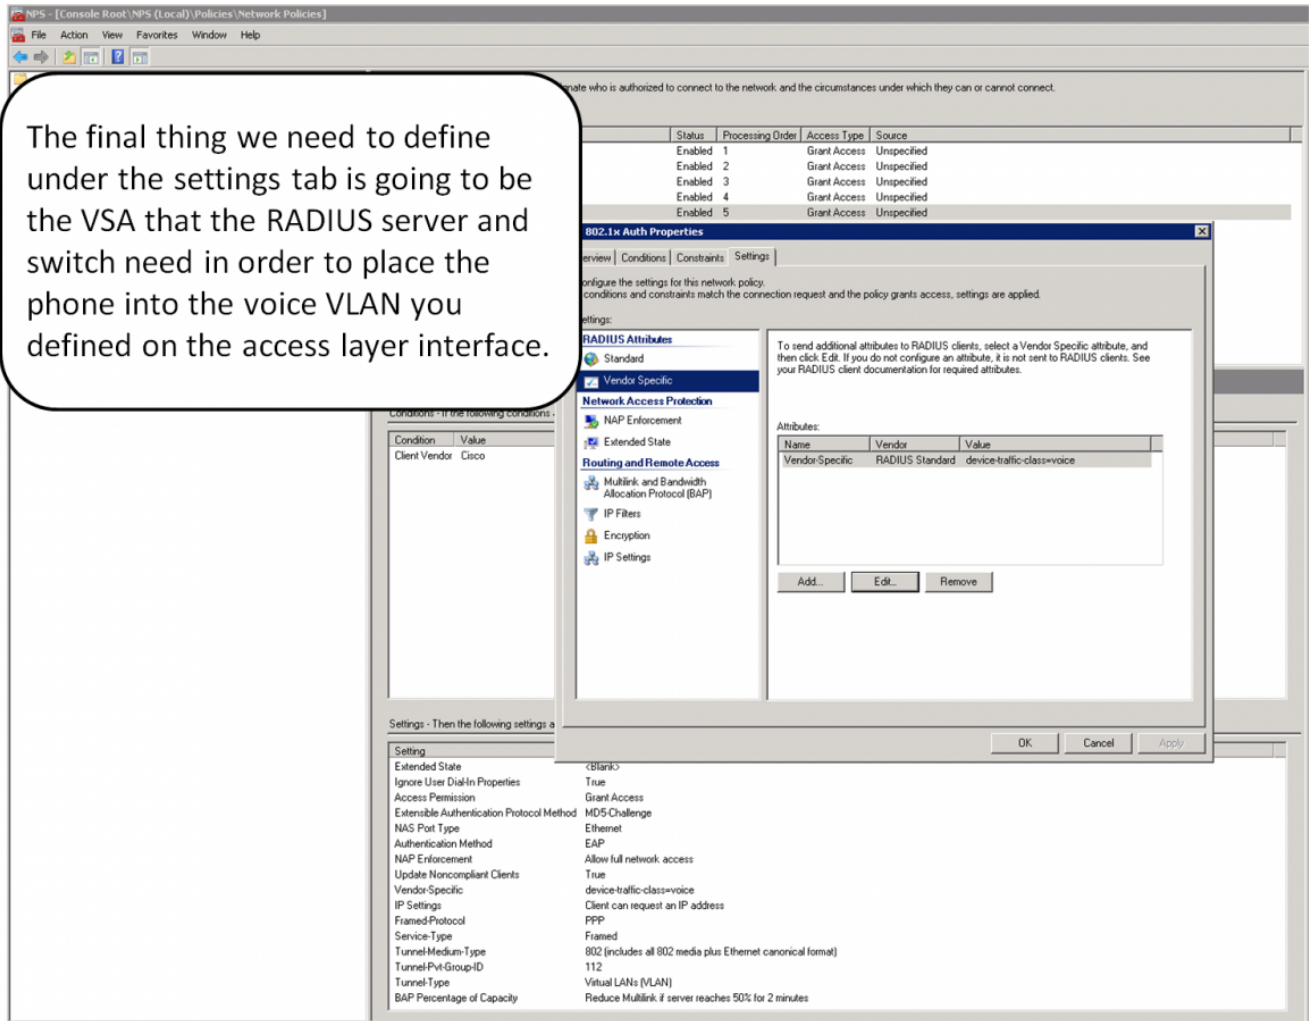 NPS - [Console Root\NPS (Local)\Policies\Network Policies]
File Action View Favorites Window Help
The final thing we need to define
under the settings tab is going to be
the VSA that the RADIUS server and
switch need in order to place the
phone into the voice VLAN you
defined on the access layer interface.
who is authorized to connect to the network and the circumstances under which they can or cannot connect.
Status Processing Order Access Type Source
Enabled 1 Grant Access Unspecified
Enabled 2 Grant Access Unspecified
Enabled 3 Grant Access Unspecified
Enabled 4 Grant Access Unspecified
Enabled 5 Grant Access Unspecified
802.1x Auth Properties
Conditions Constraints Settings
the settings for this network policy.
conditions and constraints match the connection request and the policy grants access, settings are applied.
RADIUS Attributes
Standard
Vendor Specific
Network Access Protection
NAP Enforcement
Extended State
Routing and Remote Access
Multilink and Bandwidth
Allocation Protocol (BAP)
IP Filters
Encryption
IP Settings
To send additional attributes to RADIUS clients, select a Vendor Specific attribute, and
then click Edit. If you do not configure an attribute, it is not sent to RADIUS clients. See
your RADIUS client documentation for required attributes.
Attributes:
Name Vendor Value
Vendor-Specific RADIUS Standard device-traffic-class=voice
Add... Edit... Remove
OK Cancel Apply
Conditions - If the following conditions
Condition Value
Client Vendor Cisco
Settings - Then the following settings
Setting
Extended State <Blank>
Ignore User Dial-In Properties True
Access Permission Grant Access
Extensible Authentication Protocol Method MD5-Challenge
NAS Port Type Ethernet
Authentication Method EAP
NAP Enforcement Allow full network access
Update Noncompliant Clients True
Vendor-Specific device-traffic-class=voice
IP Settings Client can request an IP address
Framed-Protocol PPP
Service-Type Framed
Tunnel-Medium-Type 802 (includes all 802 media plus Ethernet canonical format)
Tunnel-Pvt-Group-ID 112
Tunnel-Type Virtual LANs (VLAN)
BAP Percentage of Capacity Reduce Multilink if server reaches 50% for 2 minutes